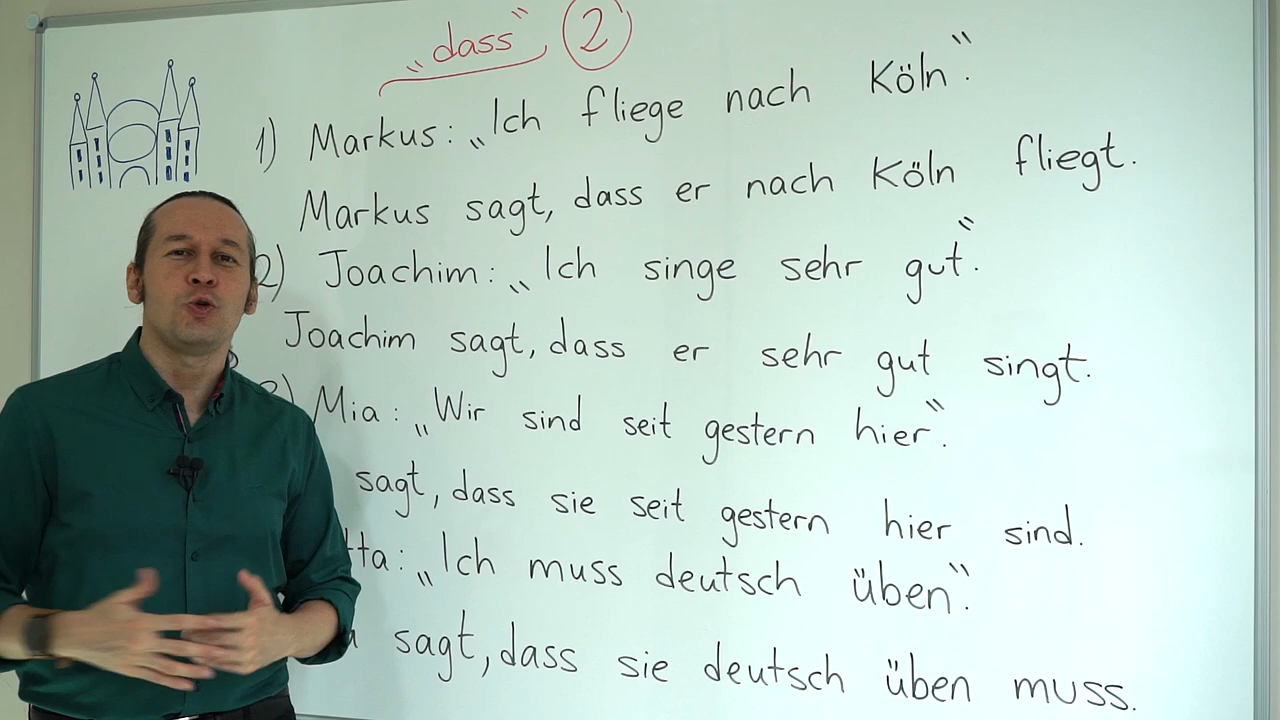 „dass“ 2
1) Markus: „Ich fliege nach Köln“.
Markus sagt, dass er nach Köln fliegt.
2) Joachim: „Ich singe sehr gut“.
Joachim sagt, dass er sehr gut singt.
Mia: „Wir sind seit gestern hier“.
sagt, dass sie seit gestern hier sind.
tta: „Ich muss deutsch üben“.
sagt, dass sie deutsch üben muss.